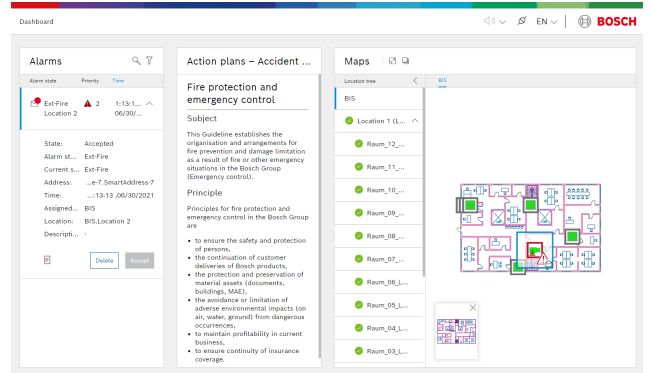 Dashboard
EN
BOSCH
Alarms
Alarm state Priority Time
Ext-Fire 2 1:13:1...
Location 2 06/30/...
State: Accepted
Alarm st... Ext-Fire
Current s... Ext-Fire
Address: ...e-7.SmartAddress-7
Time: ...:13:13 ,06/30/2021
Assigned... BIS
Location: BIS.Location 2
Descripti... -
Delete Accept
Action plans – Accident ...
Fire protection and
emergency control
Subject
This Guideline establishes the
organisation and arrangements for
fire prevention and damage limitation
as a result of fire or other emergency
situations in the Bosch Group
(Emergency control).
Principle
Principles for fire protection and
emergency control in the Bosch Group
are
• to ensure the safety and protection
of persons,
• the continuation of customer
deliveries of Bosch products,
• the protection and preservation of
material assets (documents,
buildings, MAE),
• the avoidance or limitation of
adverse environmental impacts (on
air, water, ground) from dangerous
occurrences,
• to maintain profitability in current
business,
• to ensure continuity of insurance
coverage.
Maps
Location tree
BIS
Location 1 (L...
Raum_12_...
Raum_11_...
Raum_10_...
Raum_09_...
Raum_08_...
Raum_07_...
Raum_06_L...
Raum_05_L...
Raum_04_L...
Raum_03_L...
BIS